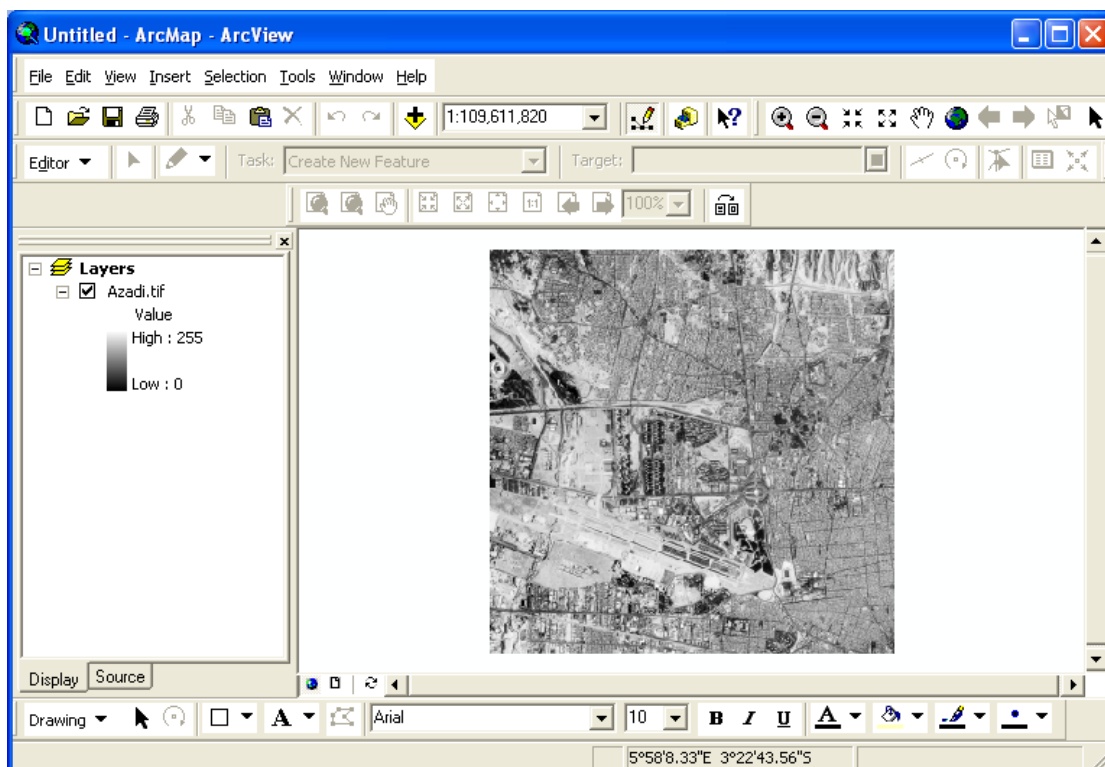 Untitled - ArcMap - ArcView
File Edit View Insert Selection Tools Window Help
1:109,611,820
Editor Task: Create New Feature Target:
1:1 100%
Layers
Azadi.tif
Value
High : 255
Low : 0
Display Source
Drawing A Arial 10 B I U A
5°58'8.33"E 3°22'43.56"S